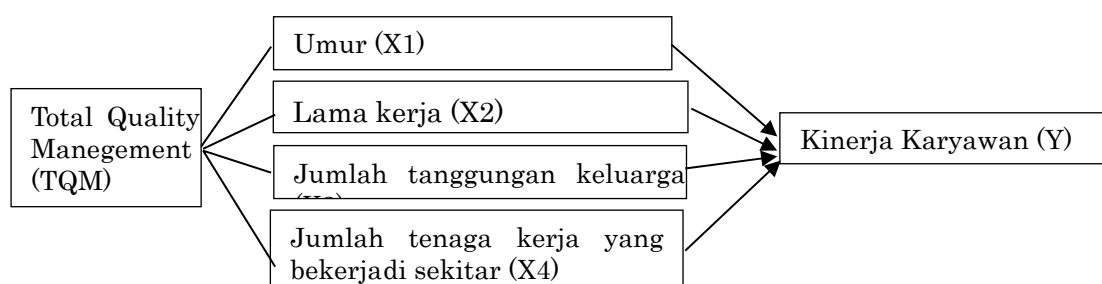 Umur (X1)
Lama kerja (X2)
Total Quality
Manegement
(TQM)
Kinerja Karyawan (Y)
Jumlah tanggungan keluarga
Jumlah tenaga kerja yang
bekerjadi sekitar (X4)